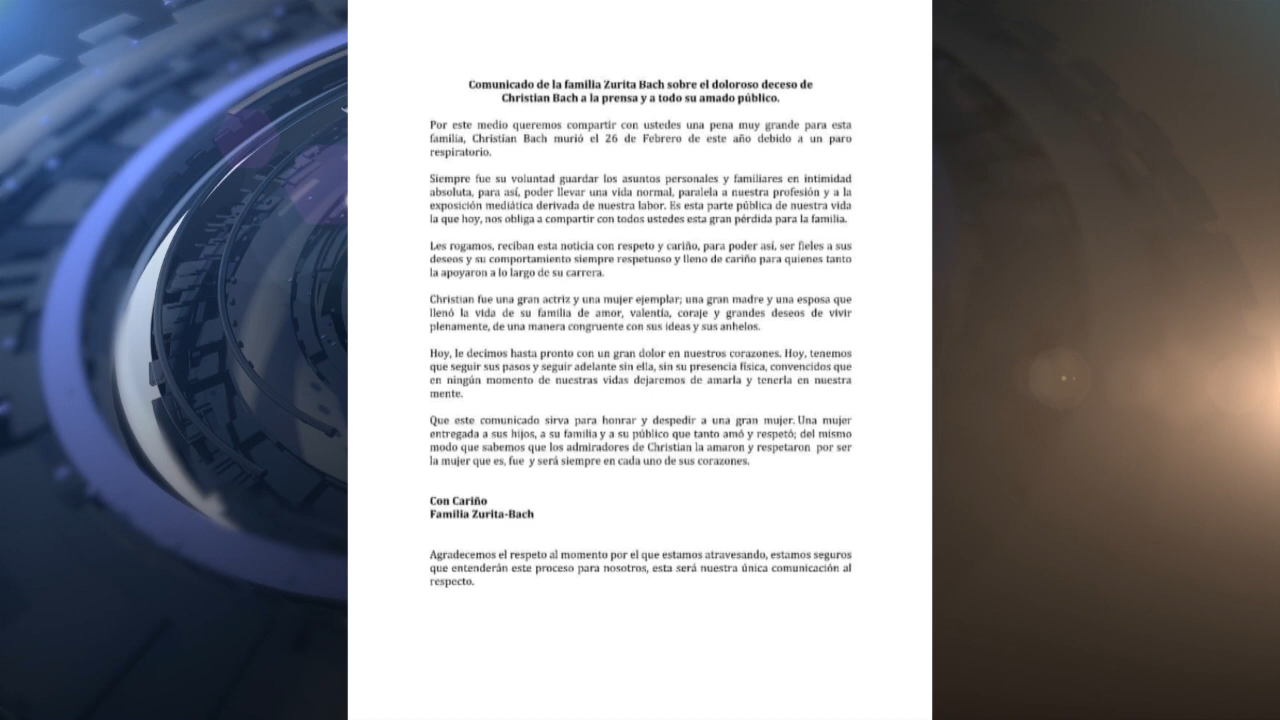 Comunicado de la familia Zurita Bach sobre el doloroso deceso de
Christian Bach a la prensa y a todo su amado público.
Por este medio queremos compartir con ustedes una pena muy grande para esta
familia, Christian Bach murió el 26 de Febrero de este año debido a un paro
respiratorio.
Siempre fue su voluntad guardar los asuntos personales y familiares en intimidad
absoluta, para así, poder llevar una vida normal, paralela a nuestra profesión y a la
exposición mediática derivada de nuestra labor. Es esta parte pública de nuestra vida
la que hoy, nos obliga a compartir con todos ustedes esta gran pérdida para la familia.
Les rogamos, reciban esta noticia con respeto y cariño, para poder así, ser fieles a sus
deseos y su comportamiento siempre respetuoso y lleno de cariño para quienes tanto
la apoyaron a lo largo de su carrera.
Christian fue una gran actriz y una mujer ejemplar; una gran madre y una esposa que
llenó la vida de su familia de amor, valentía, coraje y grandes deseos de vivir
plenamente, de una manera congruente con sus ideas y sus anhelos.
Hoy, le decimos hasta pronto con un gran dolor en nuestros corazones. Hoy, tenemos
que seguir sus pasos y seguir adelante sin ella, sin su presencia física, convencidos que
en ningún momento de nuestras vidas dejaremos de amarla y tenerla en nuestra
mente.
Que este comunicado sirva para honrar y despedir a una gran mujer. Una mujer
entregada a sus hijos, a su familia y a su público que tanto amó y respetó; del mismo
modo que sabemos que los admiradores de Christian la amaron y respetaron por ser
la mujer que es, fue y será siempre en cada uno de sus corazones.
Con Cariño
Familia Zurita-Bach
Agradecemos el respeto al momento por el que estamos atravesando, estamos seguros
que entenderán este proceso para nosotros, esta será nuestra única comunicación al
respecto.